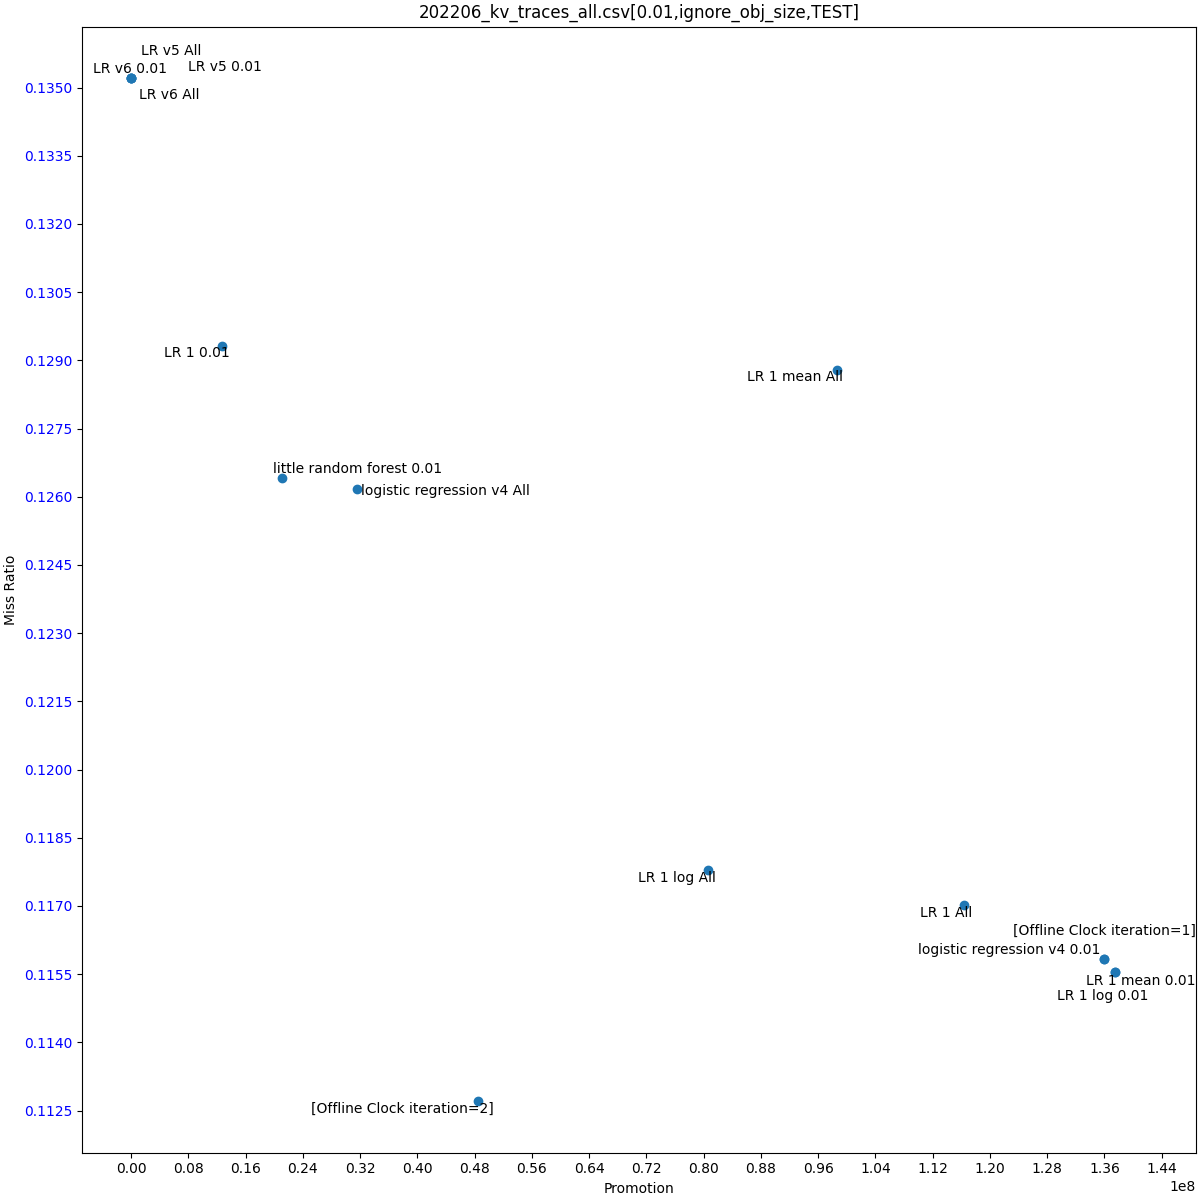 202206_kv_traces_all.csv[0.01,ignore_obj_size,TEST]
LR v5 All
LR v6 0.01
LR v5 0.01
LR v6 All
LR 1 0.01
LR 1 mean All
little random forest 0.01
logistic regression v4 All
LR 1 log All
LR 1 All
[Offline Clock iteration=1]
logistic regression v4 0.01
LR 1 mean 0.01
LR 1 log 0.01
[Offline Clock iteration=2]
0.1350
0.1335
0.1320
0.1305
0.1290
0.1275
0.1260
0.1245
0.1230
0.1215
0.1200
0.1185
0.1170
0.1155
0.1140
0.1125
Miss Ratio
0.00 0.08 0.16 0.24 0.32 0.40 0.48 0.56 0.64 0.72 0.80 0.88 0.96 1.04 1.12 1.20 1.28 1.36 1.44
1e8
Promotion